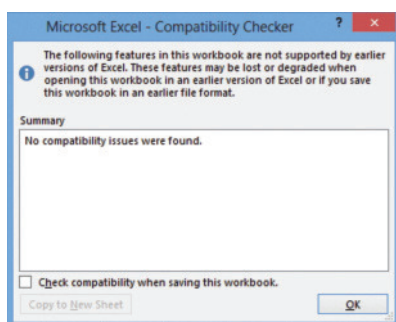 Microsoft Excel - Compatibility Checker ? ×
The following features in this workbook are not supported by earlier
versions of Excel. These features may be lost or degraded when
opening this workbook in an earlier version of Excel or if you save
this workbook in an earlier file format.
Summary
No compatibility issues were found.
Check compatibility when saving this workbook.
Copy to New Sheet OK